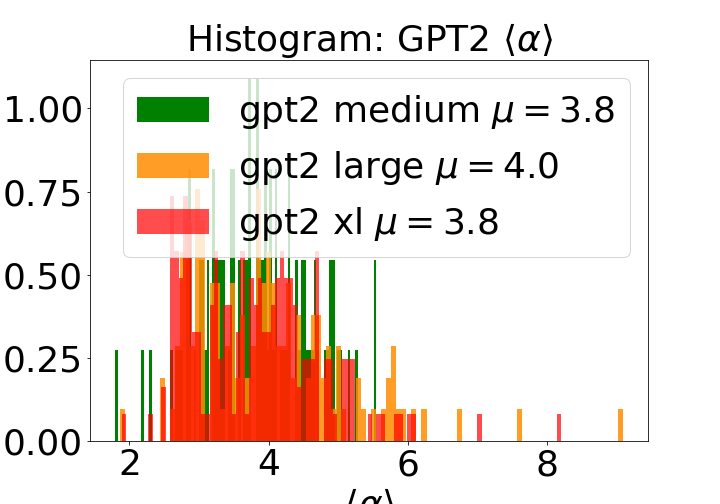 Histogram: GPT2 ⟨α⟩
1.00
0.75
0.50
0.25
0.00
gpt2 medium μ = 3.8
gpt2 large μ = 4.0
gpt2 xl μ = 3.8
2 4 6 8
⟨α⟩